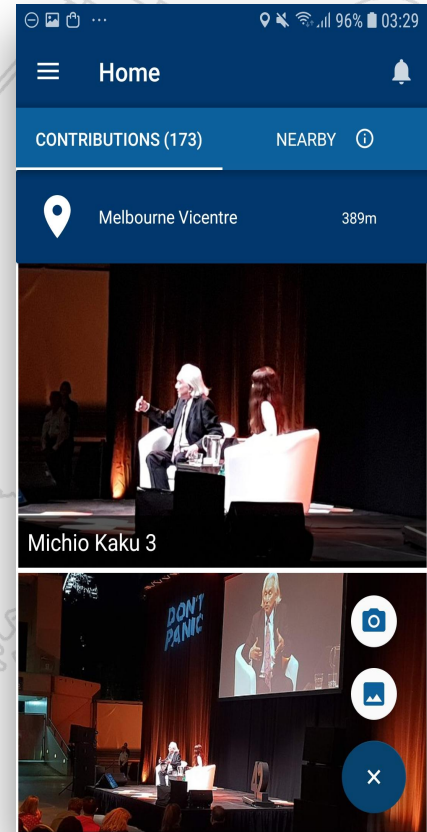 96% 03:29
Home
CONTRIBUTIONS (173) NEARBY
Melbourne Vicentre 389m
Michio Kaku 3
DON'T
PANIC